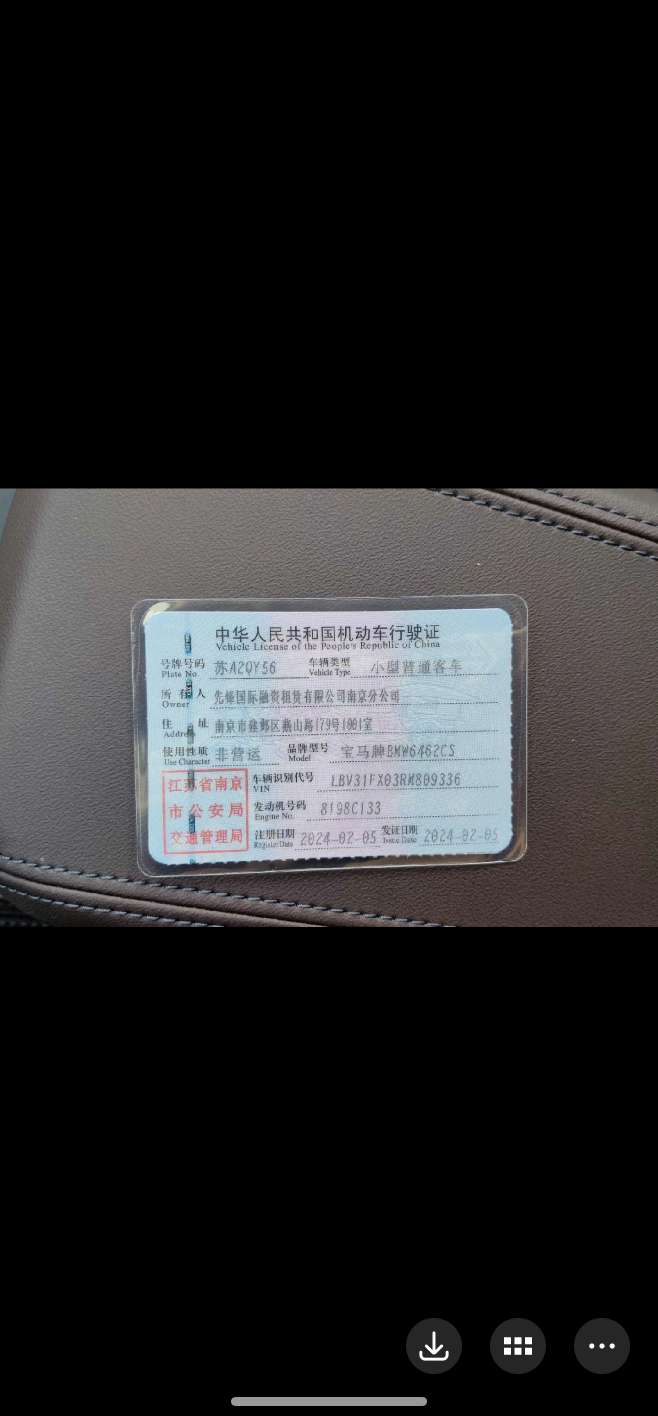 中华人民共和国机动车行驶证
Vehicle License of the People's Republic of China
号牌号码 苏A2QY56 车辆类型 小型普通客车
Plate No. Vehicle Type
所有人 先锋国际融资租赁有限公司南京分公司
Owner
住址 南京市建邺区燕山路179号1001室
Address
使用性质 非营运 品牌型号 宝马牌BMW6462CS
Use Character Model
江苏省南京 车辆识别代号 LBV31FX03RM809336
VIN
市公安局 发动机号码 8198C133
Engine No.
交通管理局 注册日期 2024-02-05 发证日期 2024-02-05
Register Date Issue Date